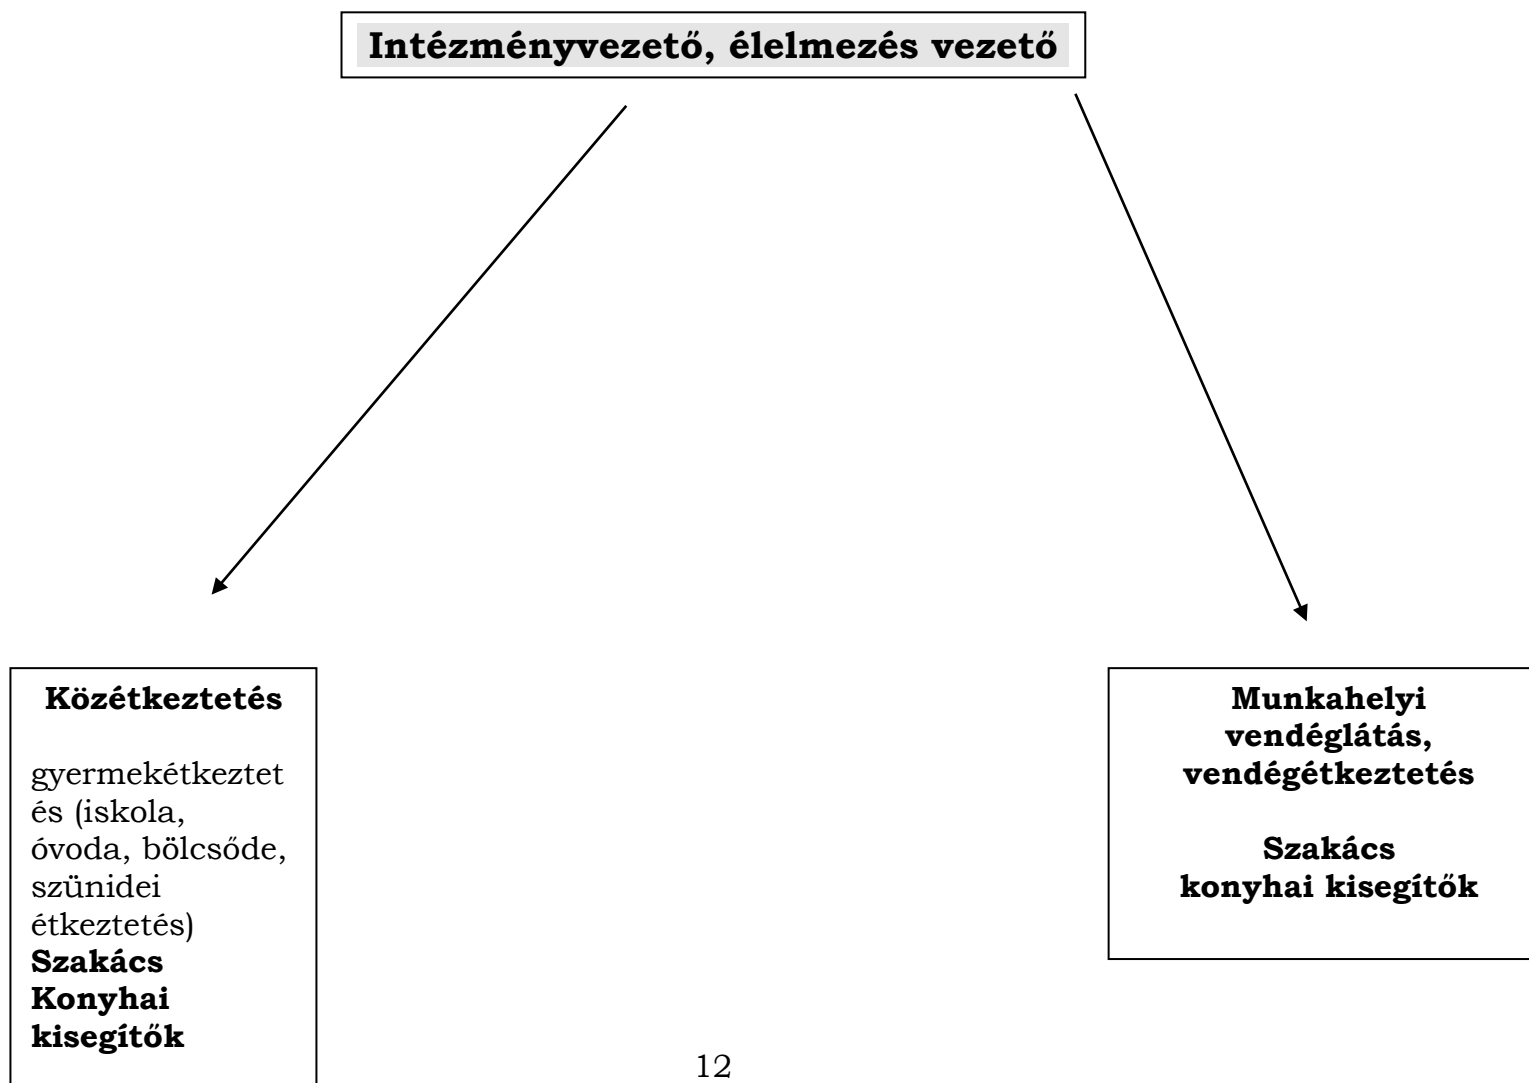 Intézményvezető, élelmezés vezető
Közétkeztetés
gyermekétkeztet
és (iskola,
óvoda, bölcsőde,
szünidei
étkeztetés)
Szakács
Konyhai
kisegítők
Munkahelyi
vendéglátás,
vendégétkeztetés
Szakács
konyhai kisegítők
12